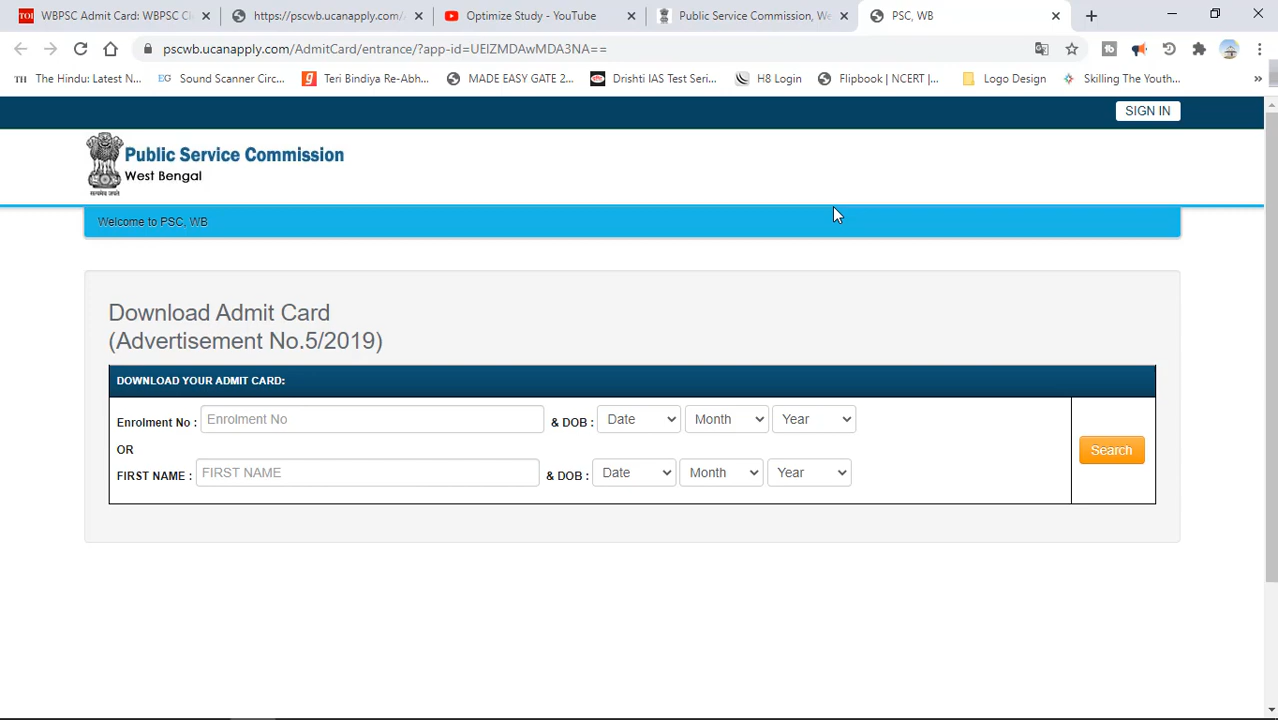 WBPSC Admit Card: WBPSC Cl
https://pscwb.ucanapply.com/
Optimize Study - YouTube
Public Service Commission, We
PSC, WB
pscwb.ucanapply.com/AdmitCard/entrance/?app-id=UElZMDAwMDA3NA==
The Hindu: Latest N...
Sound Scanner Circ...
Teri Bindiya Re-Abh...
MADE EASY GATE 2...
Drishti IAS Test Seri...
H8 Login
Flipbook | NCERT |...
Logo Design
Skilling The Youth...
SIGN IN
सत्यमेव जयते
Public Service Commission
West Bengal
Welcome to PSC, WB
Download Admit Card
(Advertisement No.5/2019)
DOWNLOAD YOUR ADMIT CARD:
Enrolment No : Enrolment No & DOB : Date Month Year
OR
FIRST NAME : FIRST NAME & DOB : Date Month Year
Search